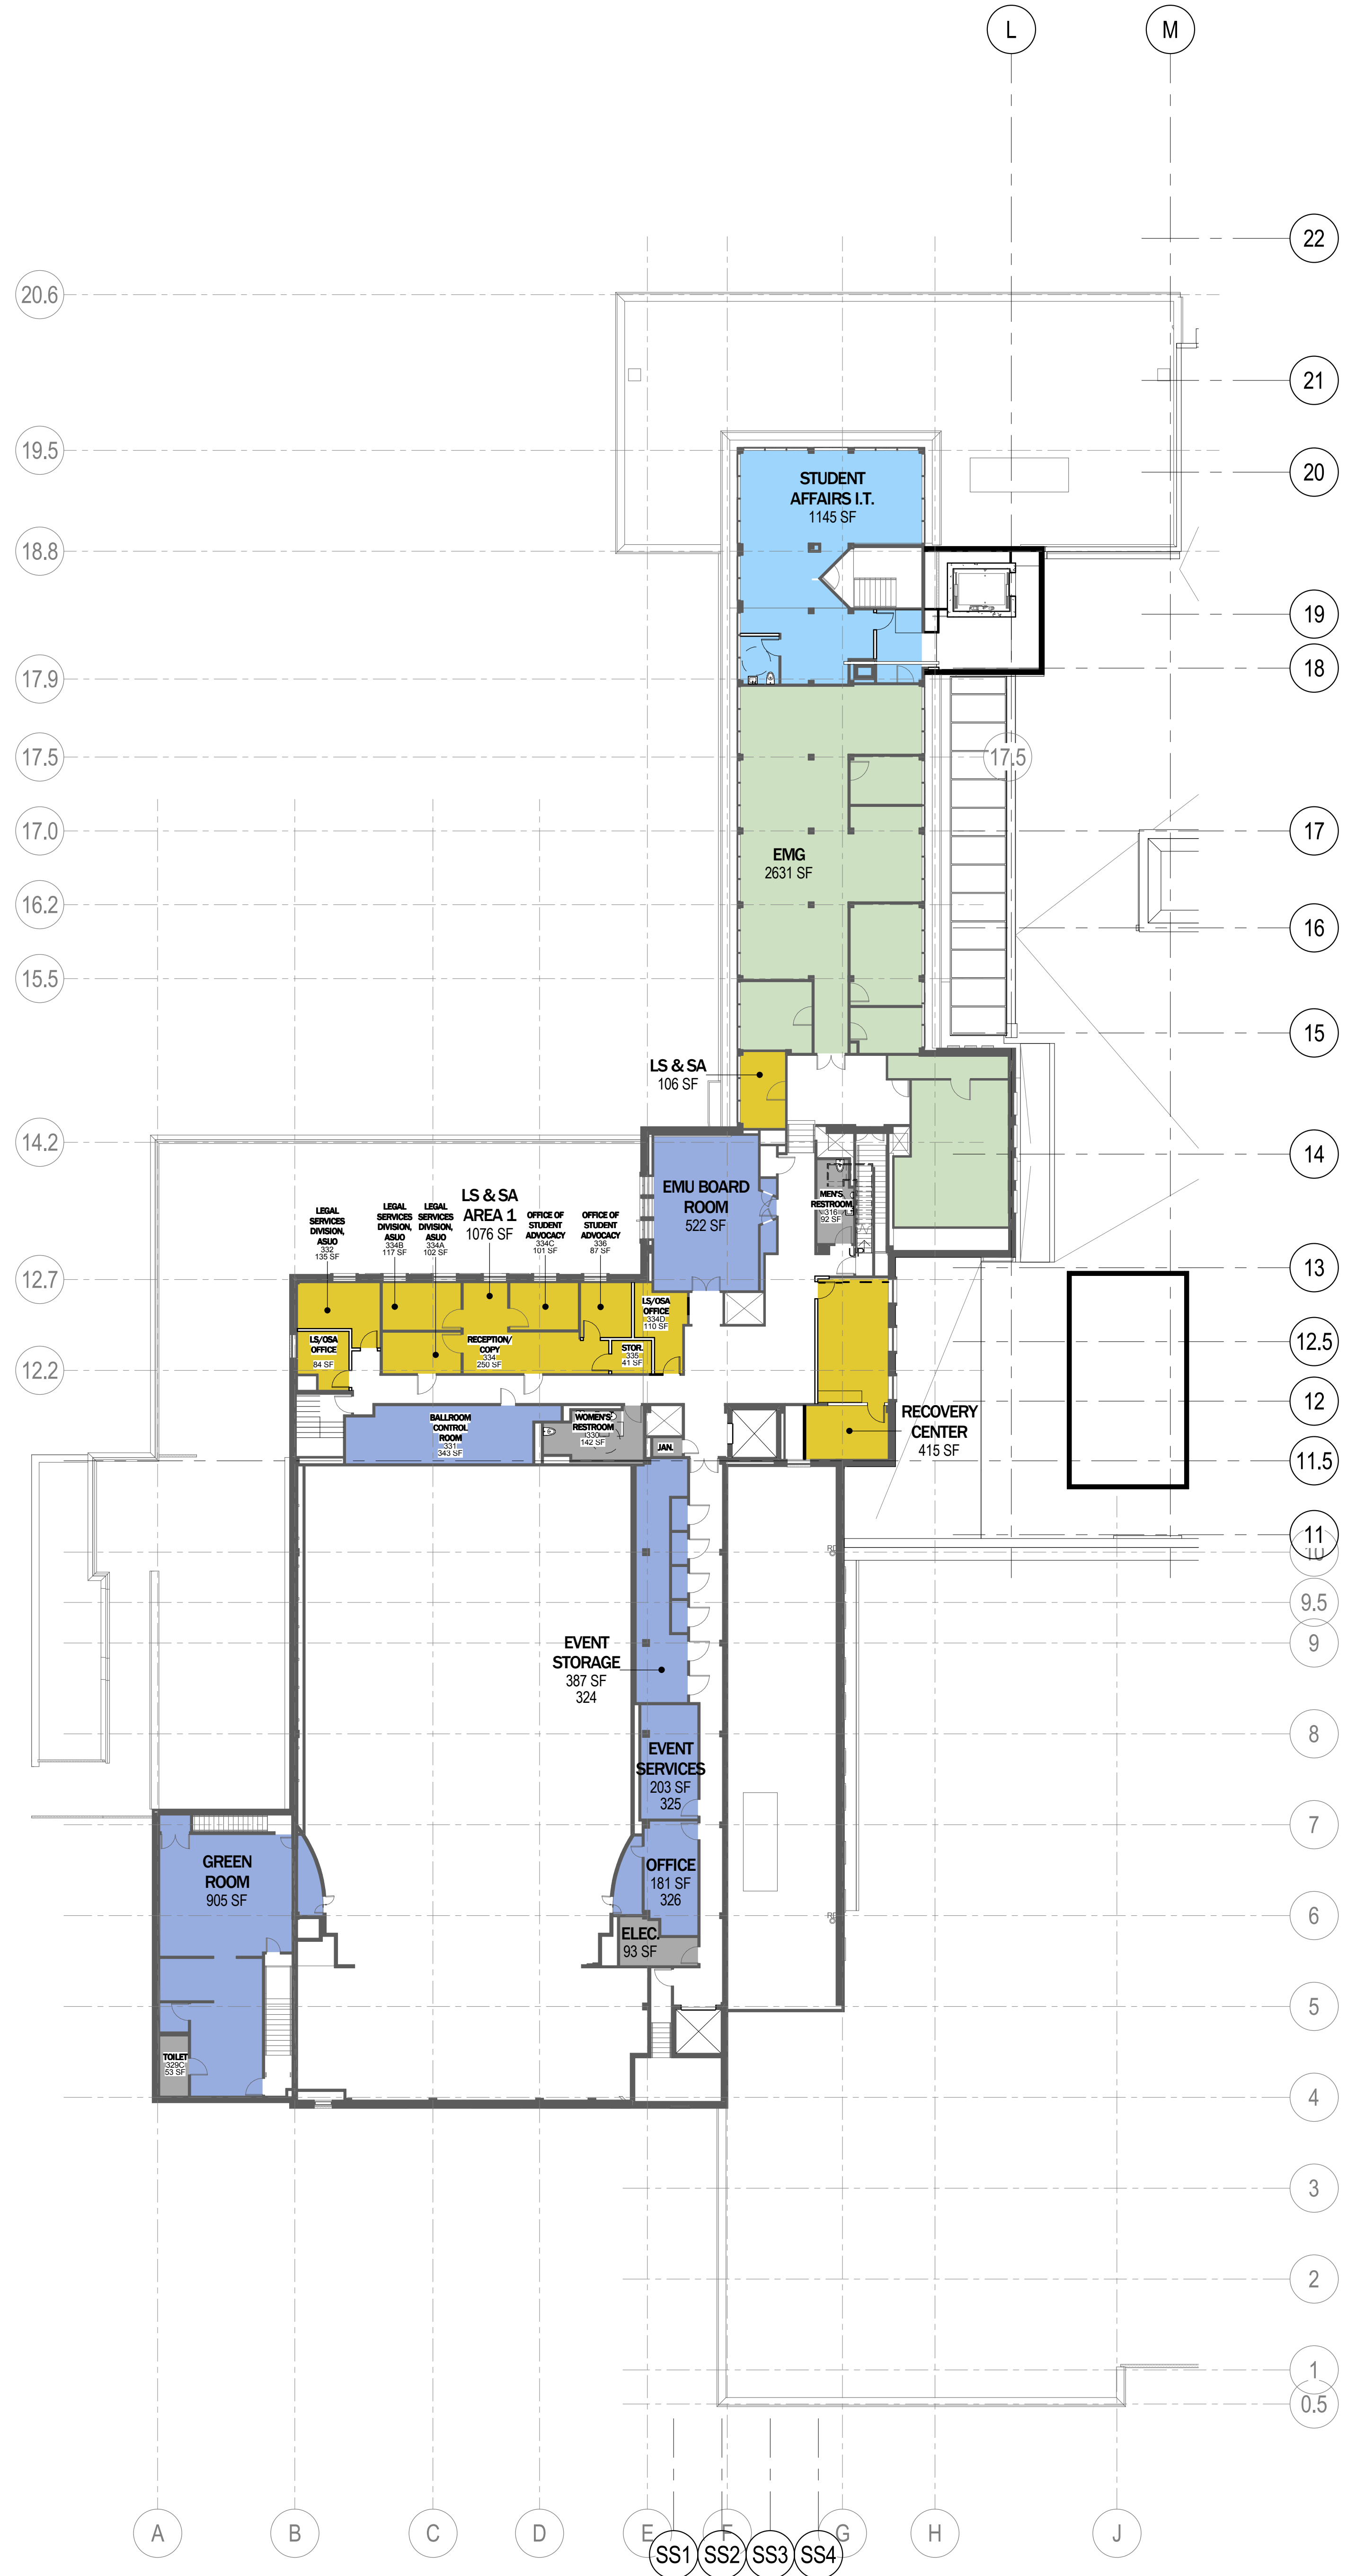 L
M
22
20.6
21
19.5
20
STUDENT
AFFAIRS I.T.
1145 SF
18.8
19
18
17.9
17.5
17.5
17.0
17
EMG
2631 SF
16.2
16
15.5
15
LS & SA
106 SF
14.2
14
EMU BOARD
ROOM
522 SF
MEN'S
RESTROOM
316
92 SF
UP
LS & SA
AREA 1
1076 SF
LEGAL
SERVICES
DIVISION,
ASUO
332
135 SF
LEGAL
SERVICES
DIVISION,
ASUO
334B
117 SF
LEGAL
SERVICES
DIVISION,
ASUO
334A
102 SF
OFFICE OF
STUDENT
ADVOCACY
334C
101 SF
OFFICE OF
STUDENT
ADVOCACY
336
87 SF
12.7
13
LS/OSA
OFFICE
334D
110 SF
LS/OSA
OFFICE
84 SF
RECEPTION/
COPY
334
250 SF
STOR.
335
41 SF
12.5
12.2
12
BALLROOM
CONTROL
ROOM
331
343 SF
WOMEN'S
RESTROOM
330
142 SF
JAN.
RECOVERY
CENTER
415 SF
11.5
11
10
RD
9.5
9
EVENT
STORAGE
387 SF
324
8
EVENT
SERVICES
203 SF
325
7
GREEN
ROOM
905 SF
OFFICE
181 SF
326
6
RD
ELEC.
93 SF
5
TOILET
329C
53 SF
4
3
2
1
0.5
A
B
C
D
E
F
G
H
J
SS1
SS2
SS3
SS4